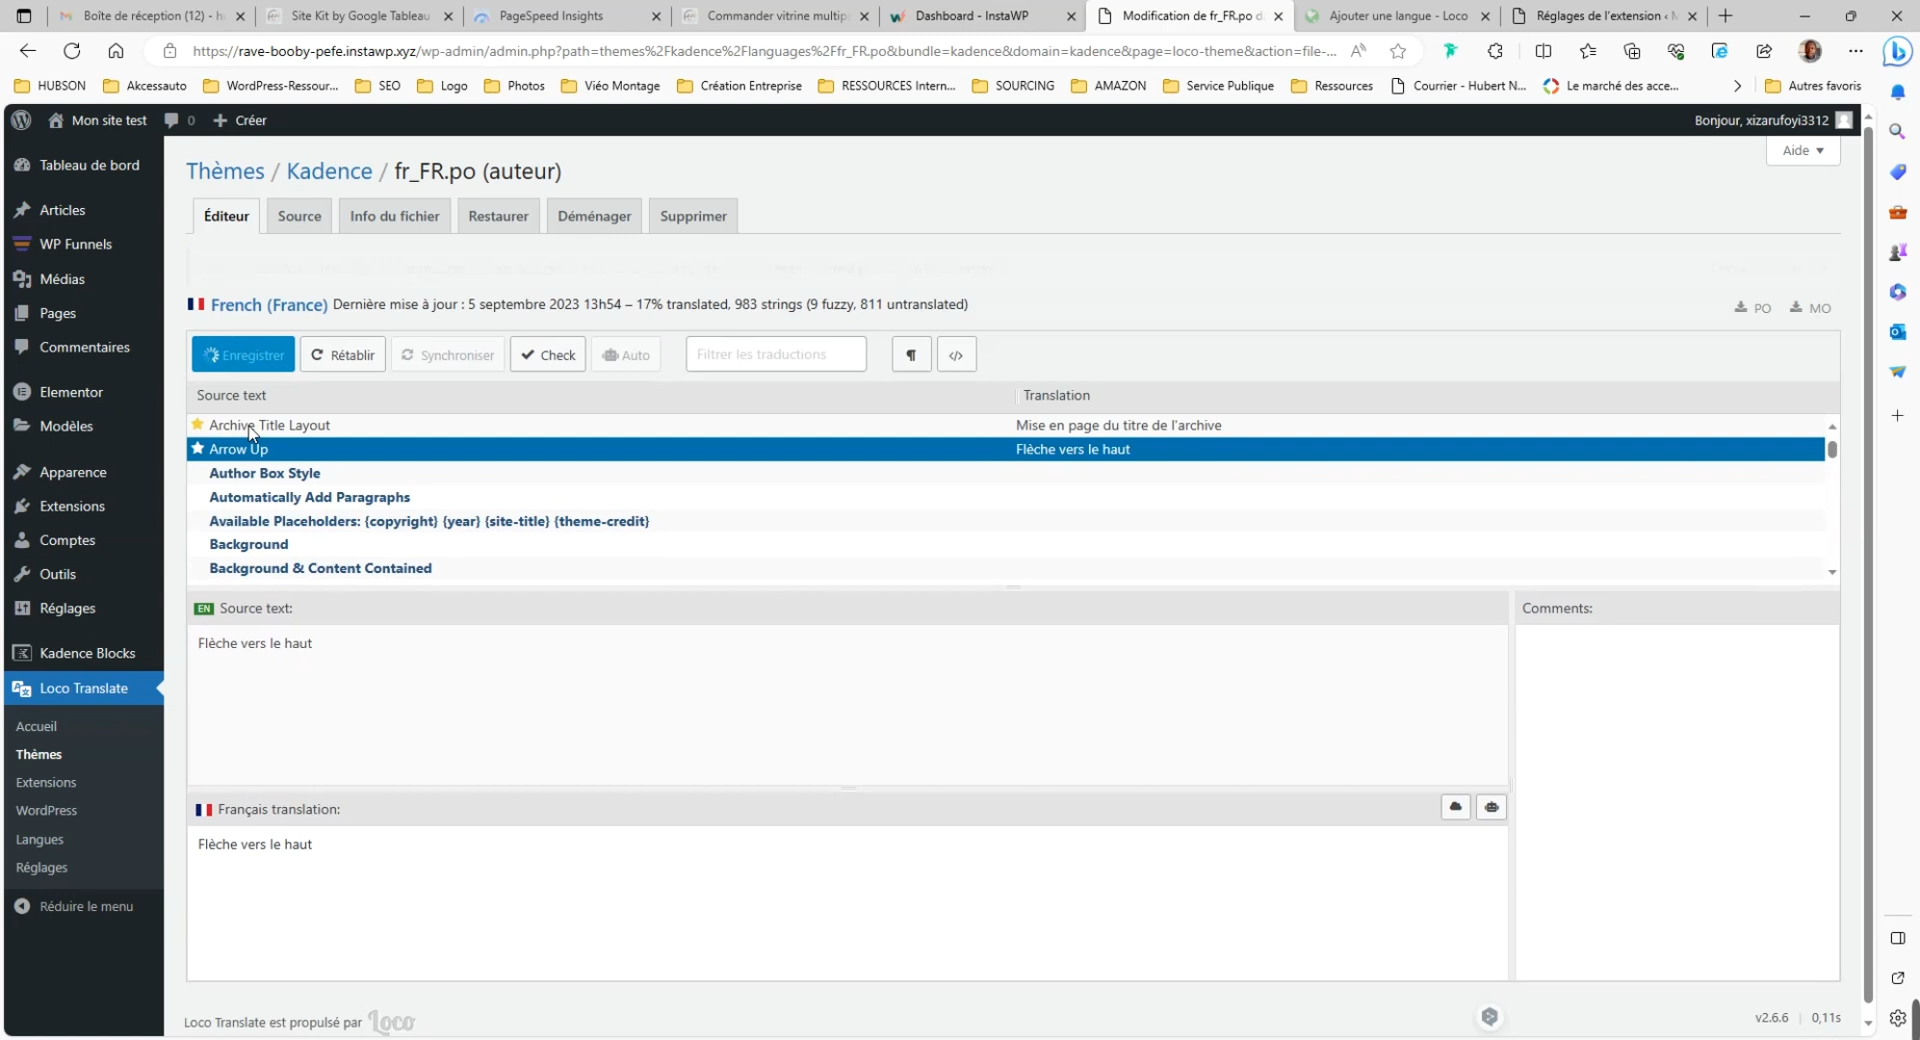 Boîte de réception (12) - h
Site Kit by Google Tableau
PageSpeed Insights
Commander vitrine multip
Dashboard - InstaWP
Modification de fr_FR.po d
Ajouter une langue - Loco
Réglages de l'extension ‹ M
https://rave-booby-pefe.instawp.xyz/wp-admin/admin.php?path=themes%2Fkadence%2Flanguages%2Ffr_FR.po&bundle=kadence&domain=kadence&page=loco-theme&action=file-...
HUBSON
Akcessauto
WordPress-Ressour...
SEO
Logo
Photos
Viéo Montage
Création Entreprise
RESSOURCES Intern...
SOURCING
AMAZON
Service Publique
Ressources
Courrier - Hubert N...
Le marché des acce...
Autres favoris
Mon site test
0
Créer
Bonjour, xizarufoyi3312
Aide
Tableau de bord
Articles
WP Funnels
Médias
Pages
Commentaires
Elementor
Modèles
Apparence
Extensions
Comptes
Outils
Réglages
Kadence Blocks
Loco Translate
Accueil
Thèmes
Extensions
WordPress
Langues
Réglages
Réduire le menu
Thèmes / Kadence / fr_FR.po (auteur)
Éditeur
Source
Info du fichier
Restaurer
Déménager
Supprimer
French (France) Dernière mise à jour : 5 septembre 2023 13h54 – 17% translated, 983 strings (9 fuzzy, 811 untranslated)
PO
MO
Enregistrer
Rétablir
Synchroniser
Check
Auto
Filtrer les traductions
¶
</>
Source text
Translation
Archive Title Layout
Mise en page du titre de l'archive
Arrow Up
Flèche vers le haut
Author Box Style
Automatically Add Paragraphs
Available Placeholders: {copyright} {year} {site-title} {theme-credit}
Background
Background & Content Contained
EN Source text:
Comments:
Flèche vers le haut
Français translation:
Flèche vers le haut
Loco Translate est propulsé par loco
v2.6.6
0,11s